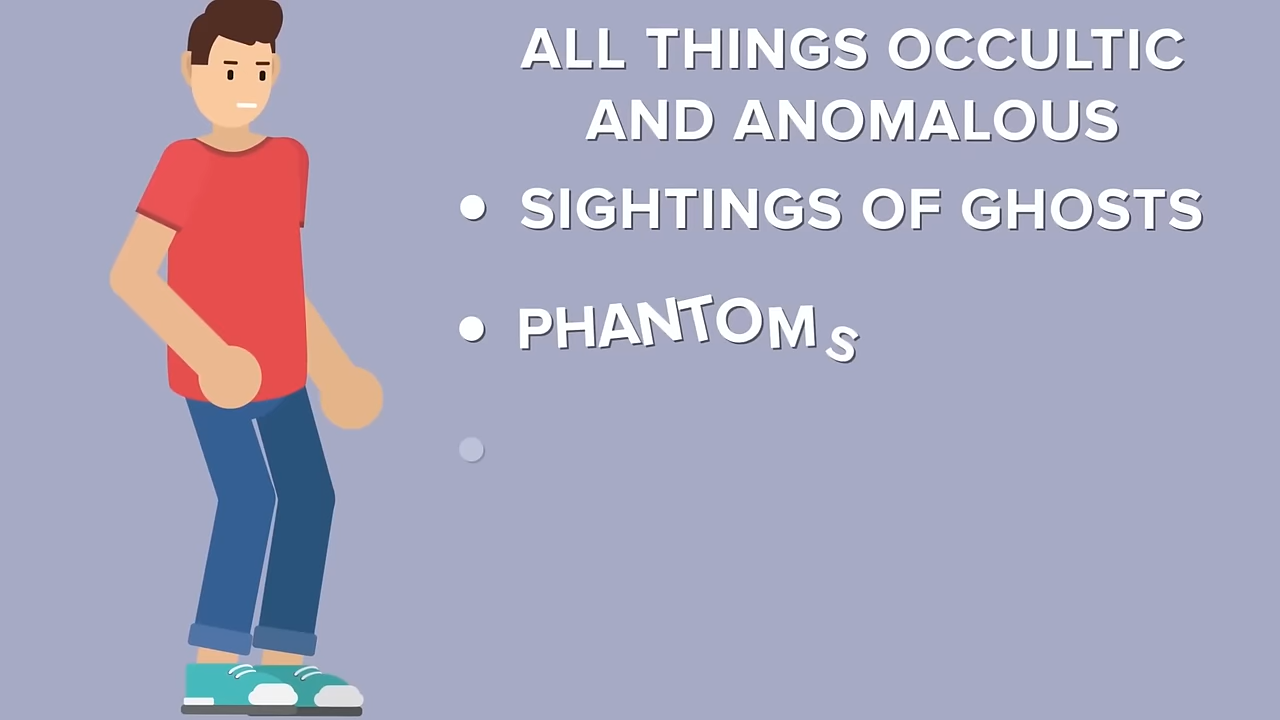 ALL THINGS OCCULTIC
AND ANOMALOUS
• SIGHTINGS OF GHOSTS
• PHANTOMS